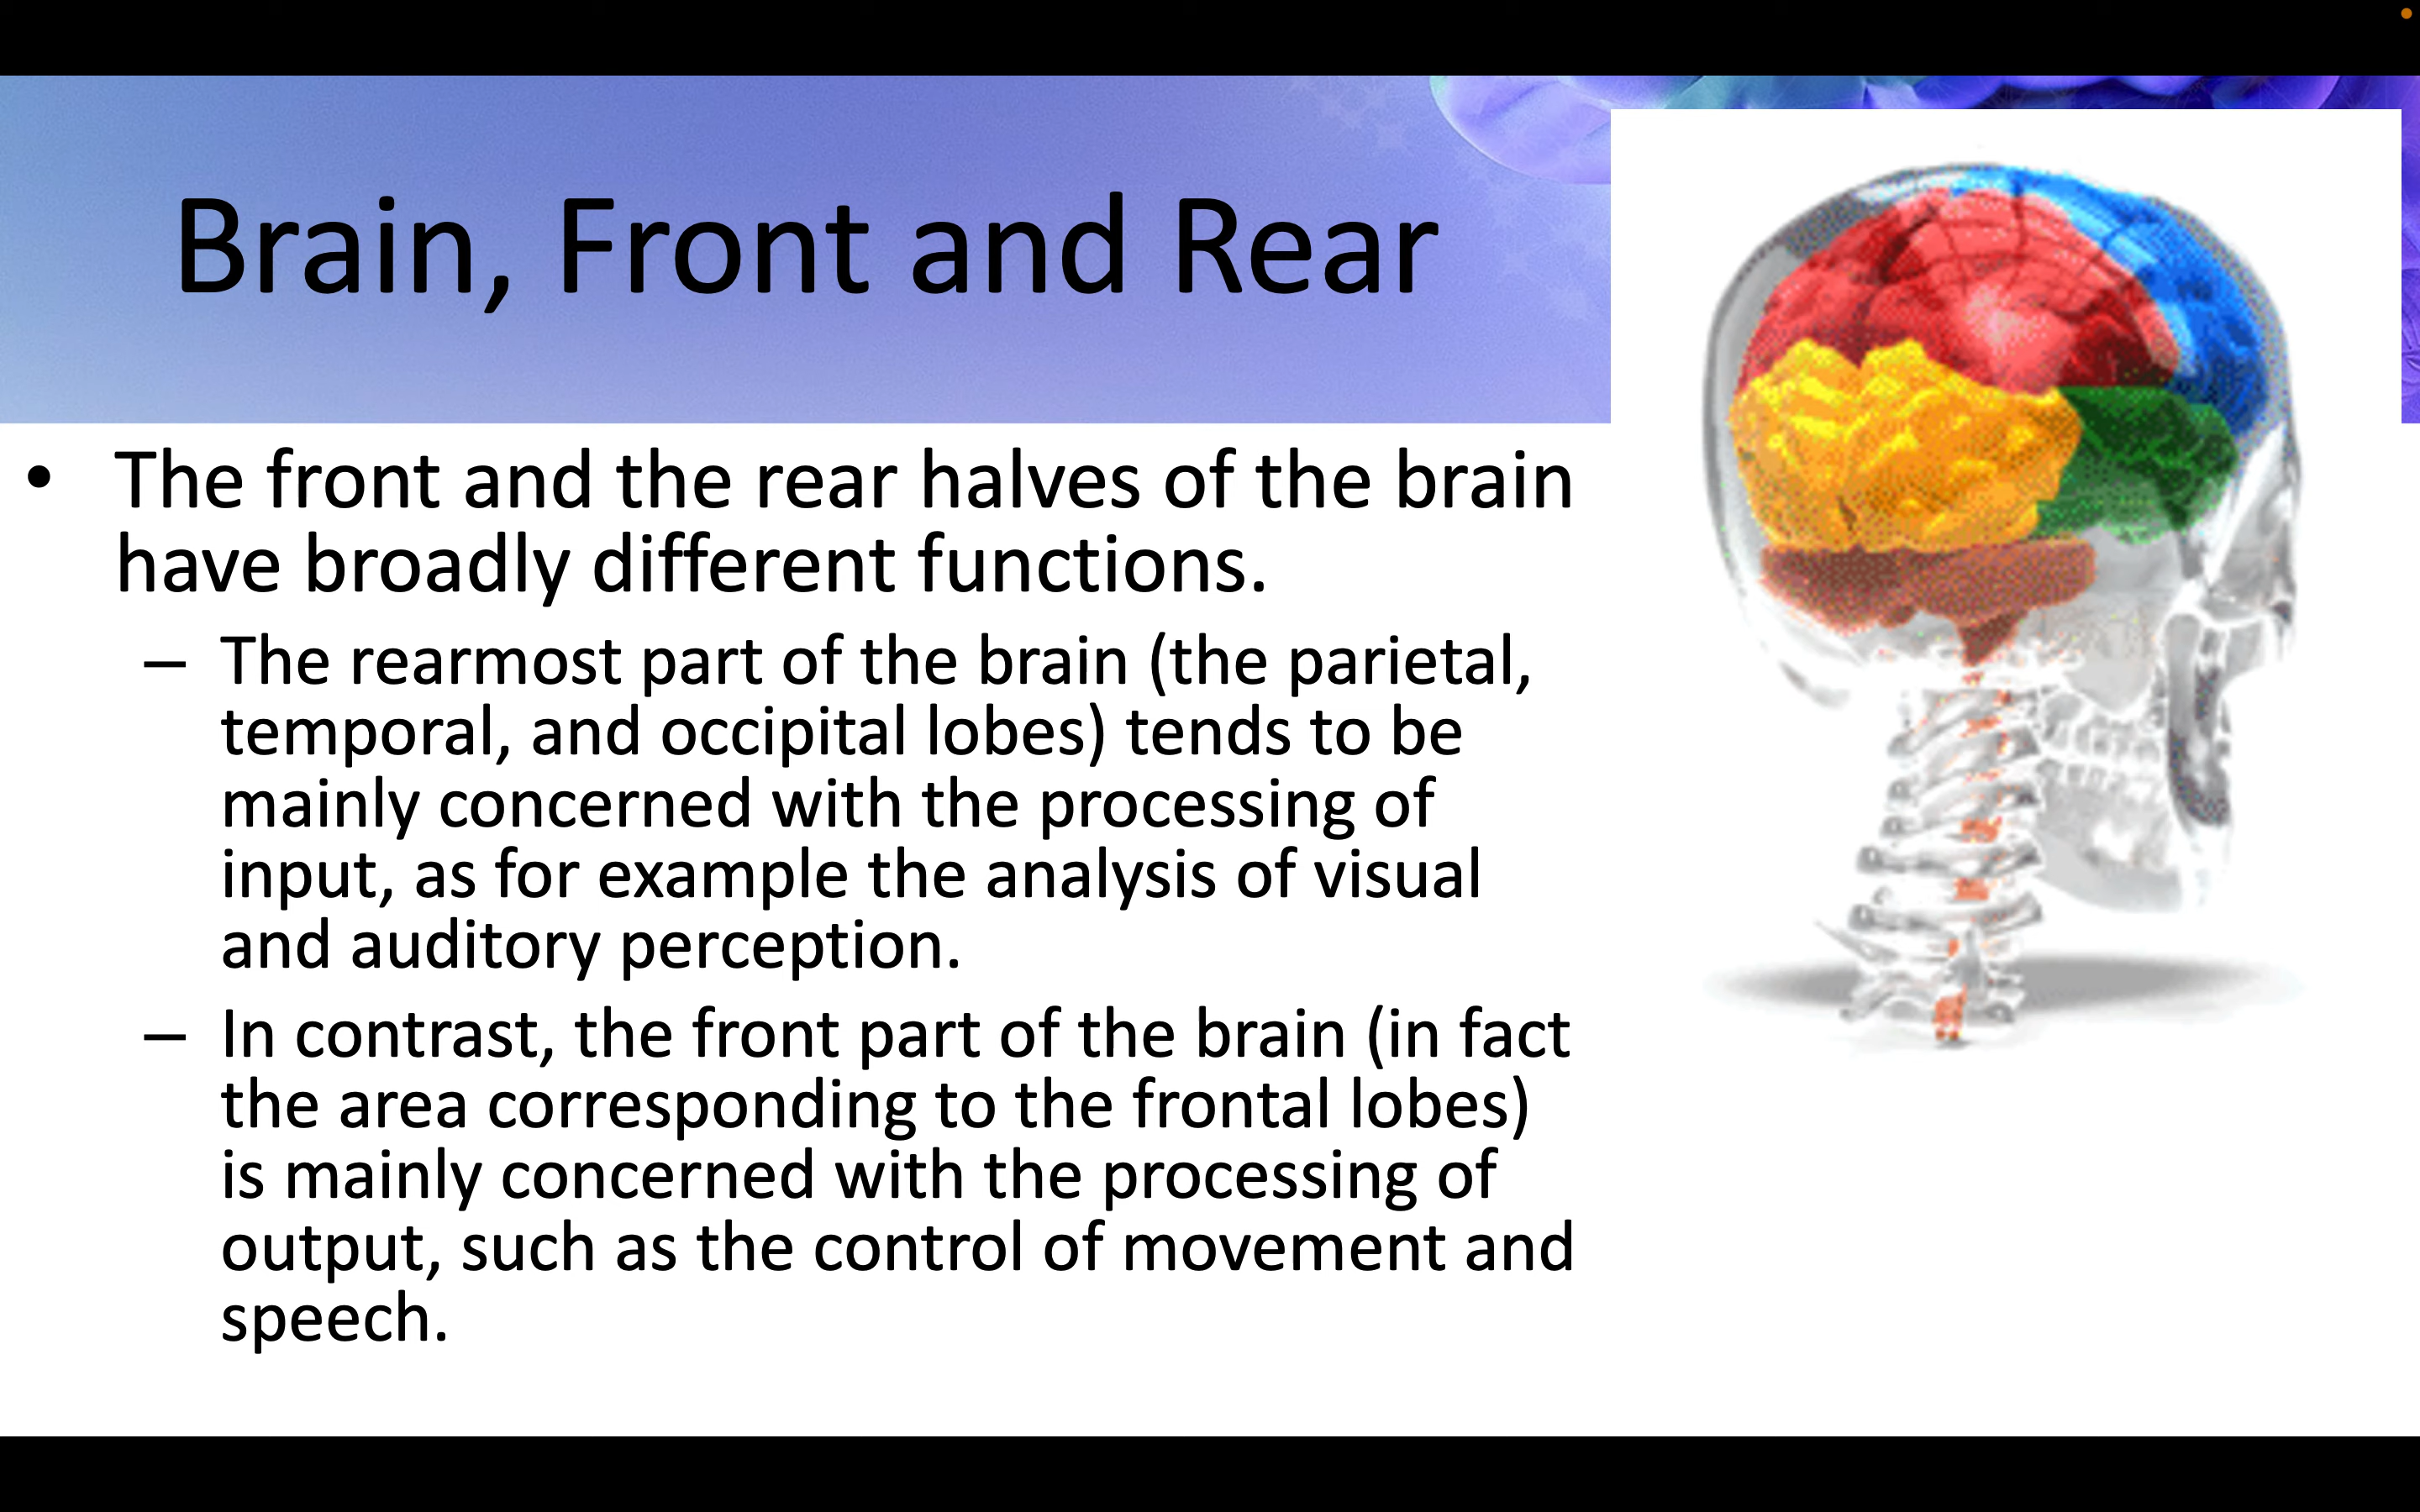 Brain, Front and Rear
• The front and the rear halves of the brain
have broadly different functions.
– The rearmost part of the brain (the parietal,
temporal, and occipital lobes) tends to be
mainly concerned with the processing of
input, as for example the analysis of visual
and auditory perception.
– In contrast, the front part of the brain (in fact
the area corresponding to the frontal lobes)
is mainly concerned with the processing of
output, such as the control of movement and
speech.